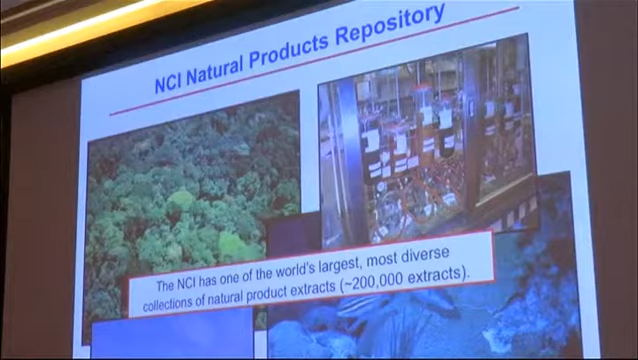 NCI Natural Products Repository
The NCI has one of the world's largest, most diverse
collections of natural product extracts (~200,000 extracts).